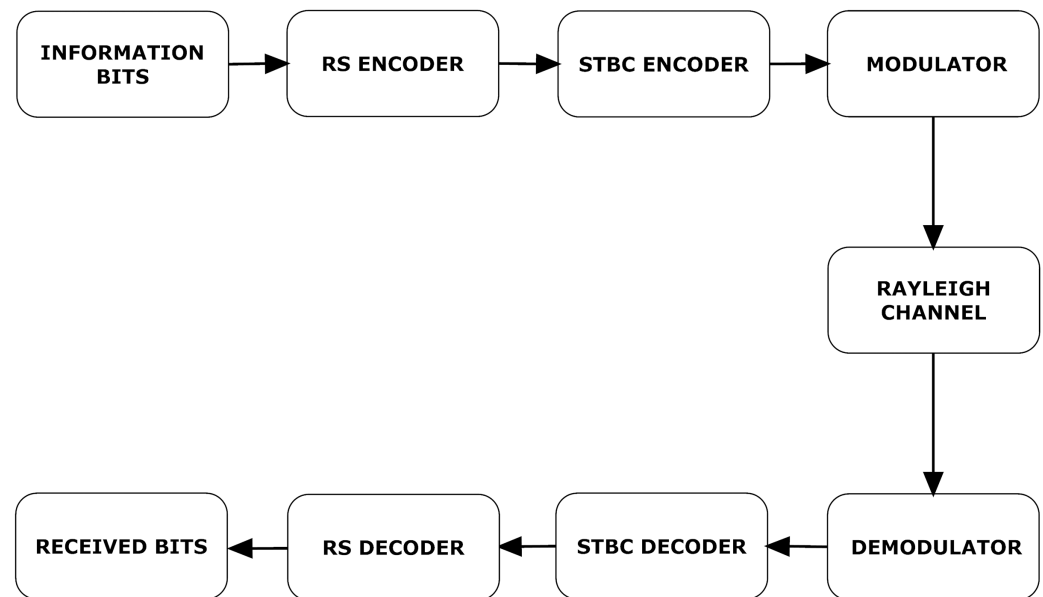 INFORMATION
BITS
RS ENCODER
STBC ENCODER
MODULATOR
RAYLEIGH
CHANNEL
RECEIVED BITS
RS DECODER
STBC DECODER
DEMODULATOR